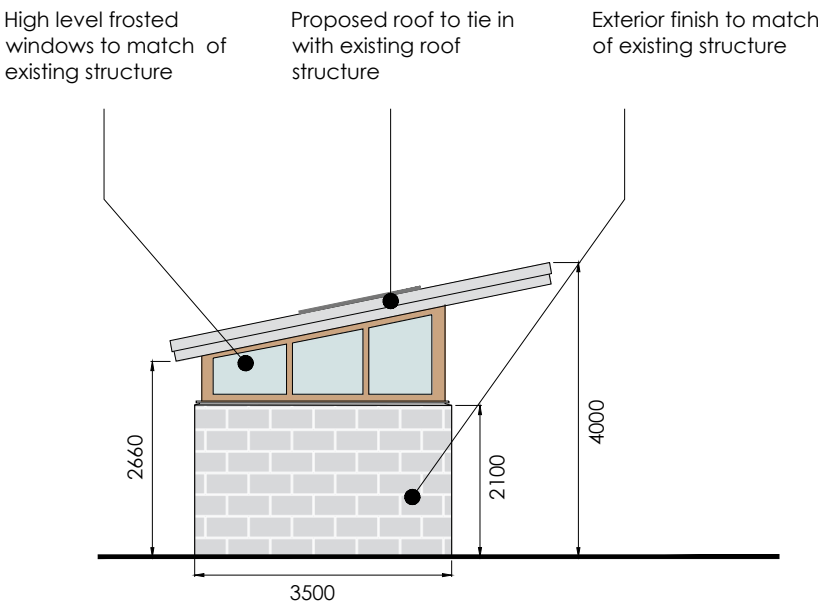 High level frosted
windows to match  of
existing structure
Proposed roof to tie in
with existing roof
structure
Exterior finish to match
of existing structure
2660
2100
4000
3500